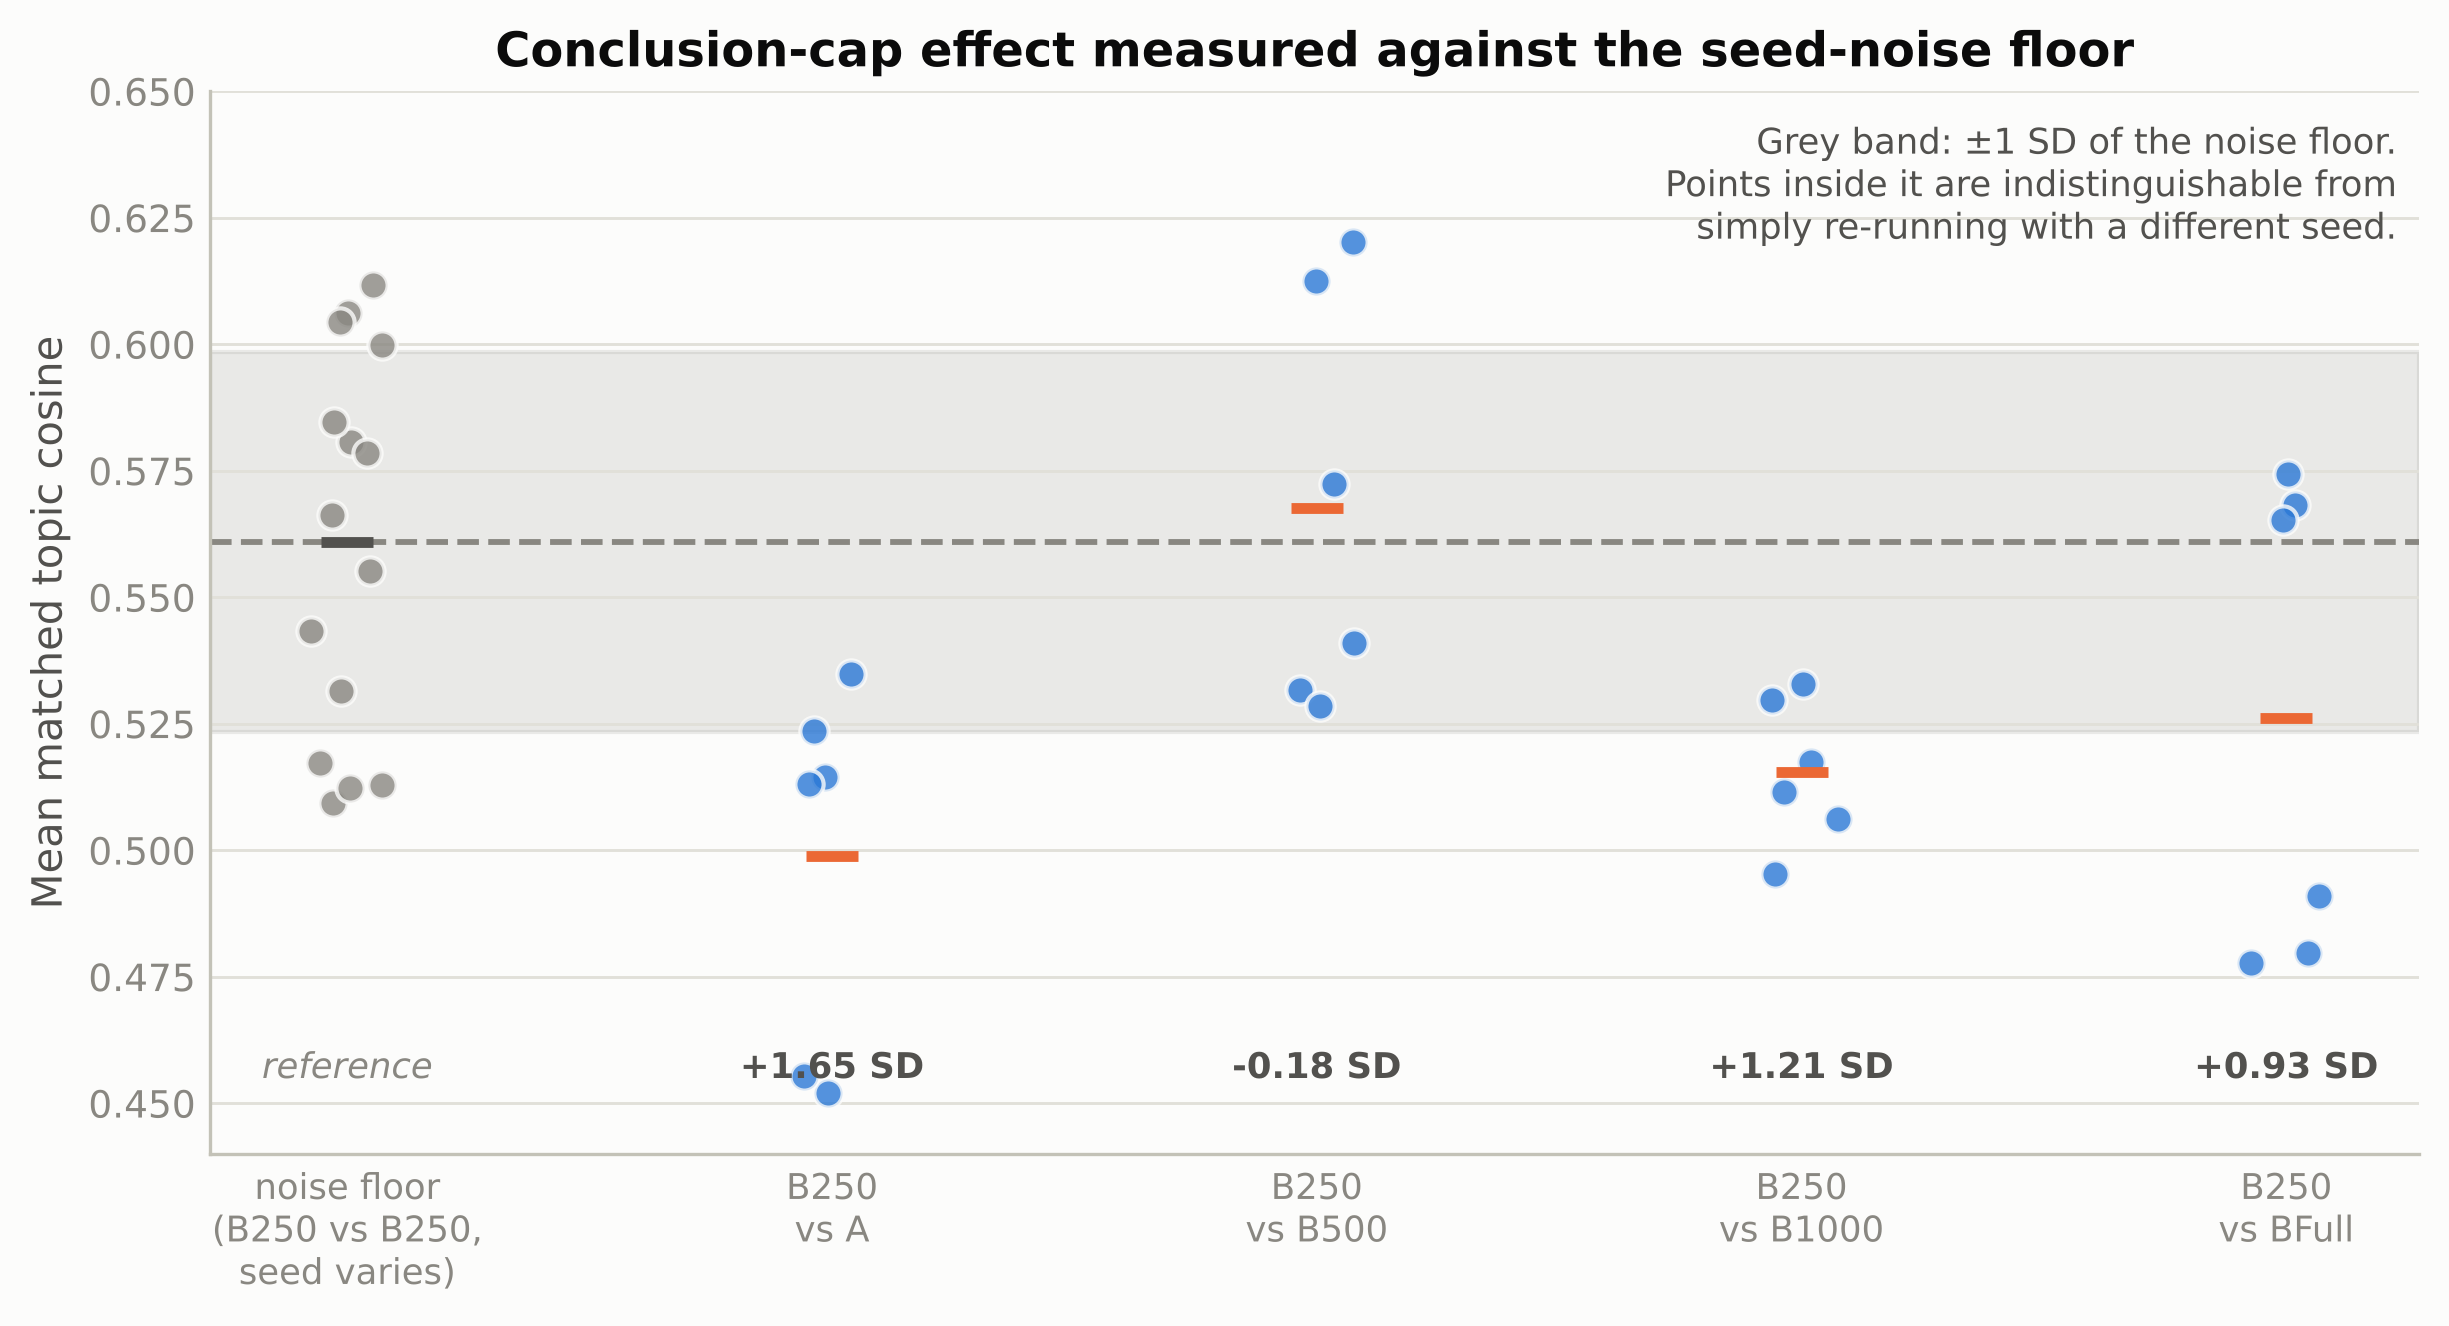 Conclusion-cap effect measured against the seed-noise floor
Mean matched topic cosine
0.650
0.625
0.600
0.575
0.550
0.525
0.500
0.475
0.450
Grey band: ±1 SD of the noise floor.
Points inside it are indistinguishable from
simply re-running with a different seed.
reference
+1.65 SD
-0.18 SD
+1.21 SD
+0.93 SD
noise floor
(B250 vs B250,
seed varies)
B250
vs A
B250
vs B500
B250
vs B1000
B250
vs BFull